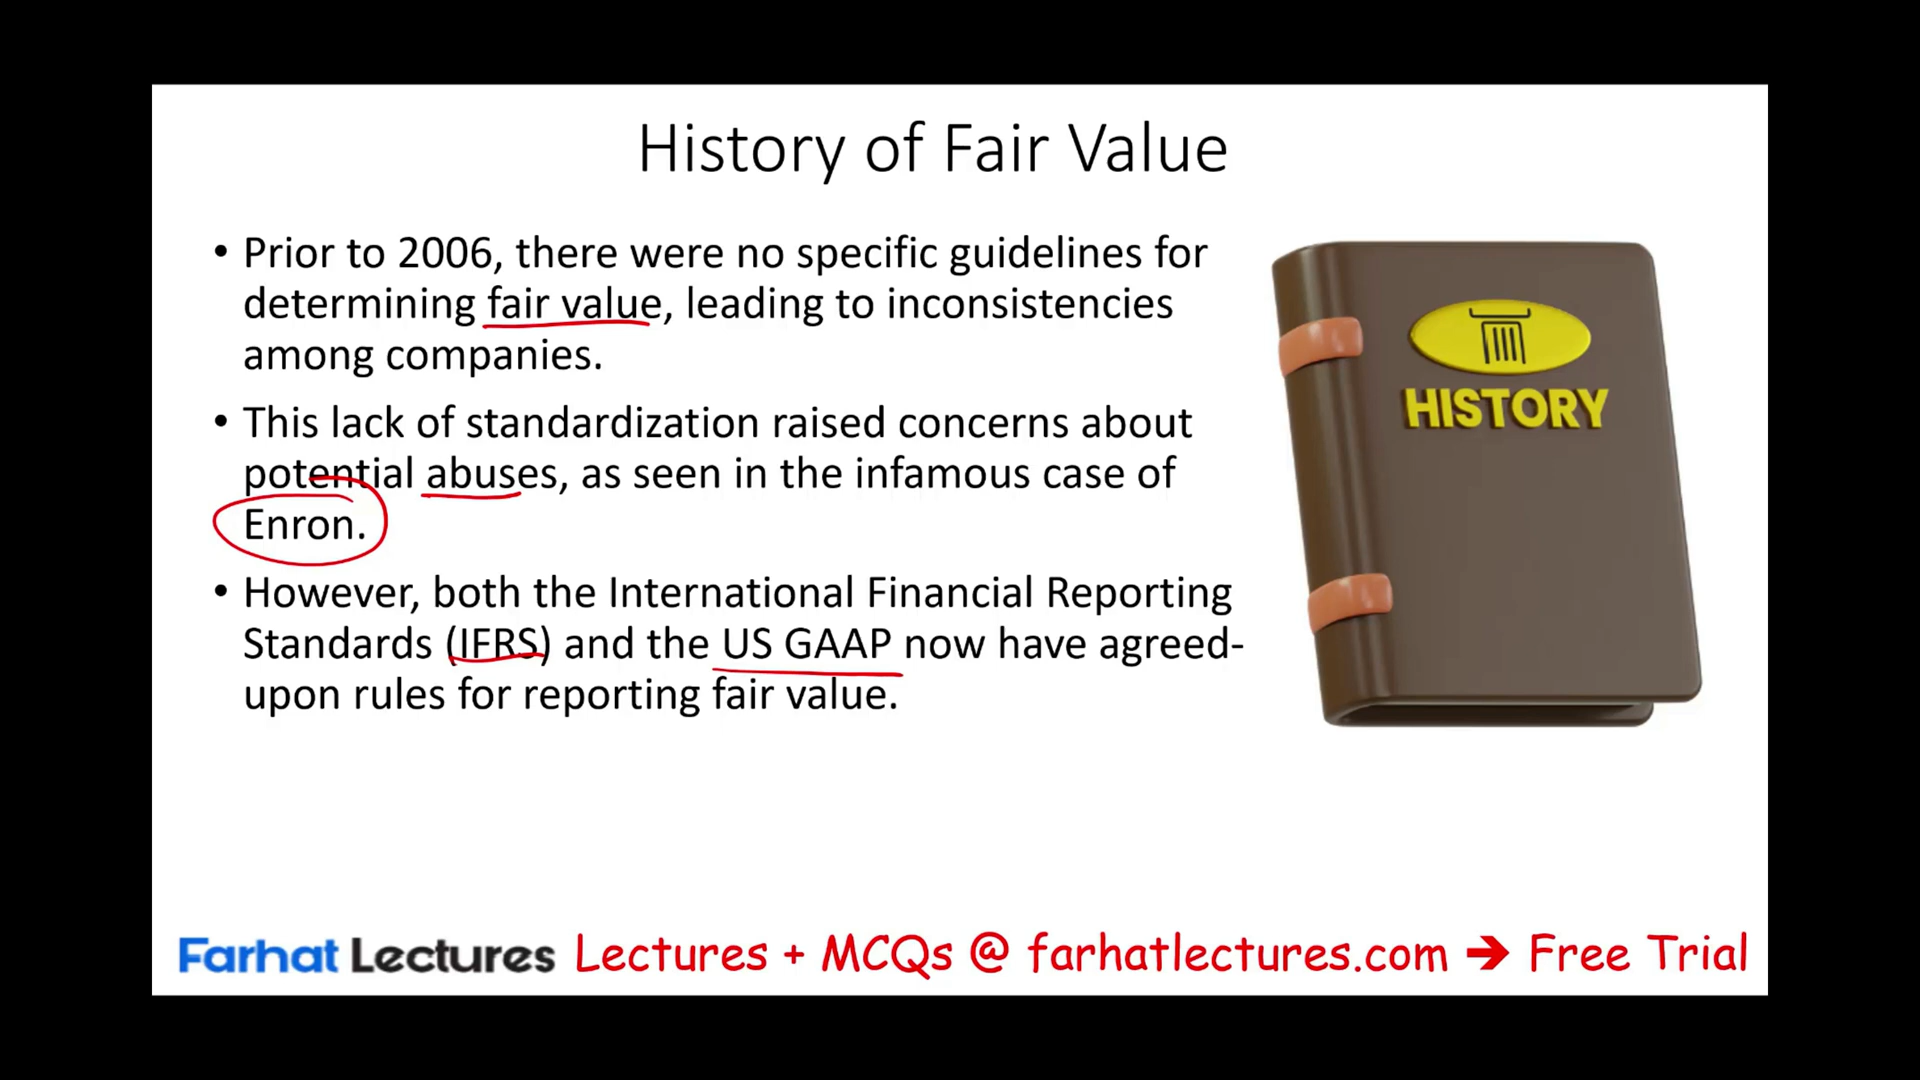 History of Fair Value
• Prior to 2006, there were no specific guidelines for
determining fair value, leading to inconsistencies
among companies.
• This lack of standardization raised concerns about
potential abuses, as seen in the infamous case of
Enron.
• However, both the International Financial Reporting
Standards (IFRS) and the US GAAP now have agreed-
upon rules for reporting fair value.
HISTORY
Farhat Lectures Lectures + MCQs @ farhatlectures.com → Free Trial